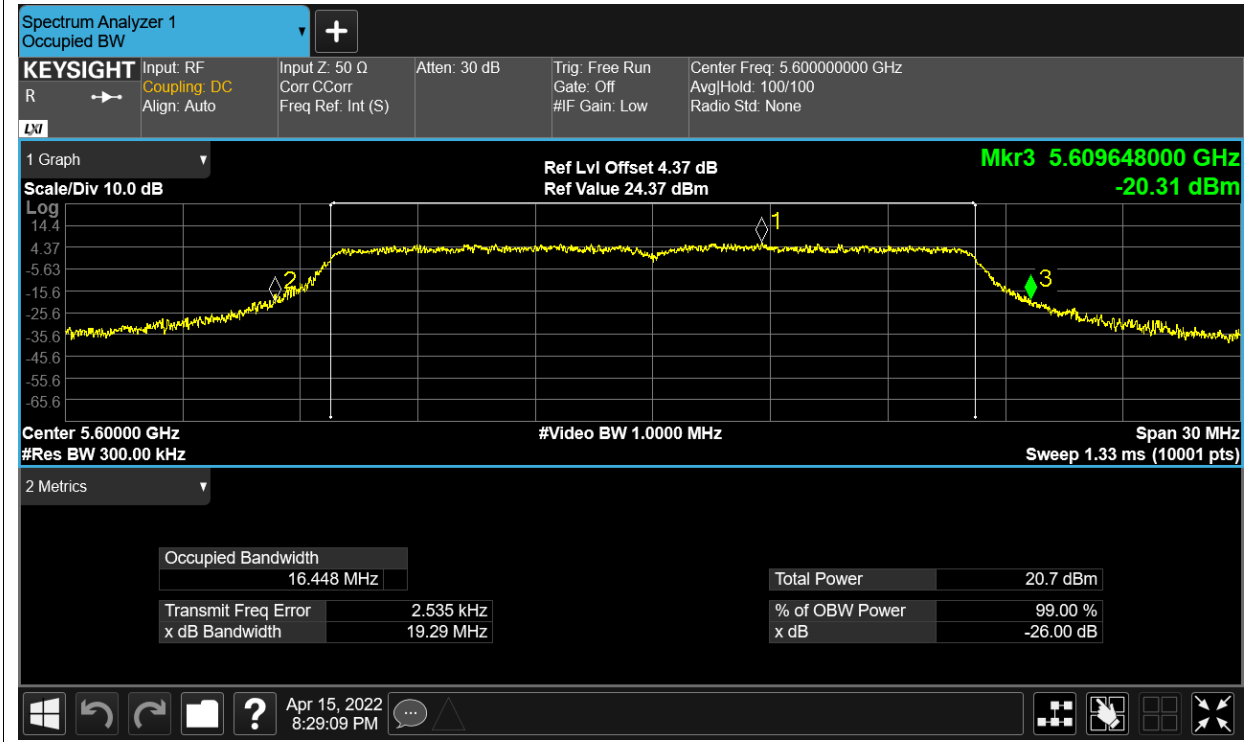 Spectrum Analyzer 1
Occupied BW
KEYSIGHT
R
LXI
Input: RF
Coupling: DC
Align: Auto
Input Z: 50 Ω
Corr CCorr
Freq Ref: Int (S)
Atten: 30 dB
Trig: Free Run
Gate: Off
#IF Gain: Low
Center Freq: 5.600000000 GHz
Avg|Hold: 100/100
Radio Std: None
1 Graph
Scale/Div 10.0 dB
Ref Lvl Offset 4.37 dB
Ref Value 24.37 dBm
Mkr3 5.609648000 GHz
-20.31 dBm
Log
14.4
4.37
-5.63
-15.6
-25.6
-35.6
-45.6
-55.6
-65.6
1
2
3
Center 5.60000 GHz
#Res BW 300.00 kHz
#Video BW 1.0000 MHz
Span 30 MHz
Sweep 1.33 ms (10001 pts)
2 Metrics
Occupied Bandwidth
16.448 MHz
Transmit Freq Error 2.535 kHz
x dB Bandwidth 19.29 MHz
Total Power 20.7 dBm
% of OBW Power 99.00 %
x dB -26.00 dB
?
Apr 15, 2022
8:29:09 PM